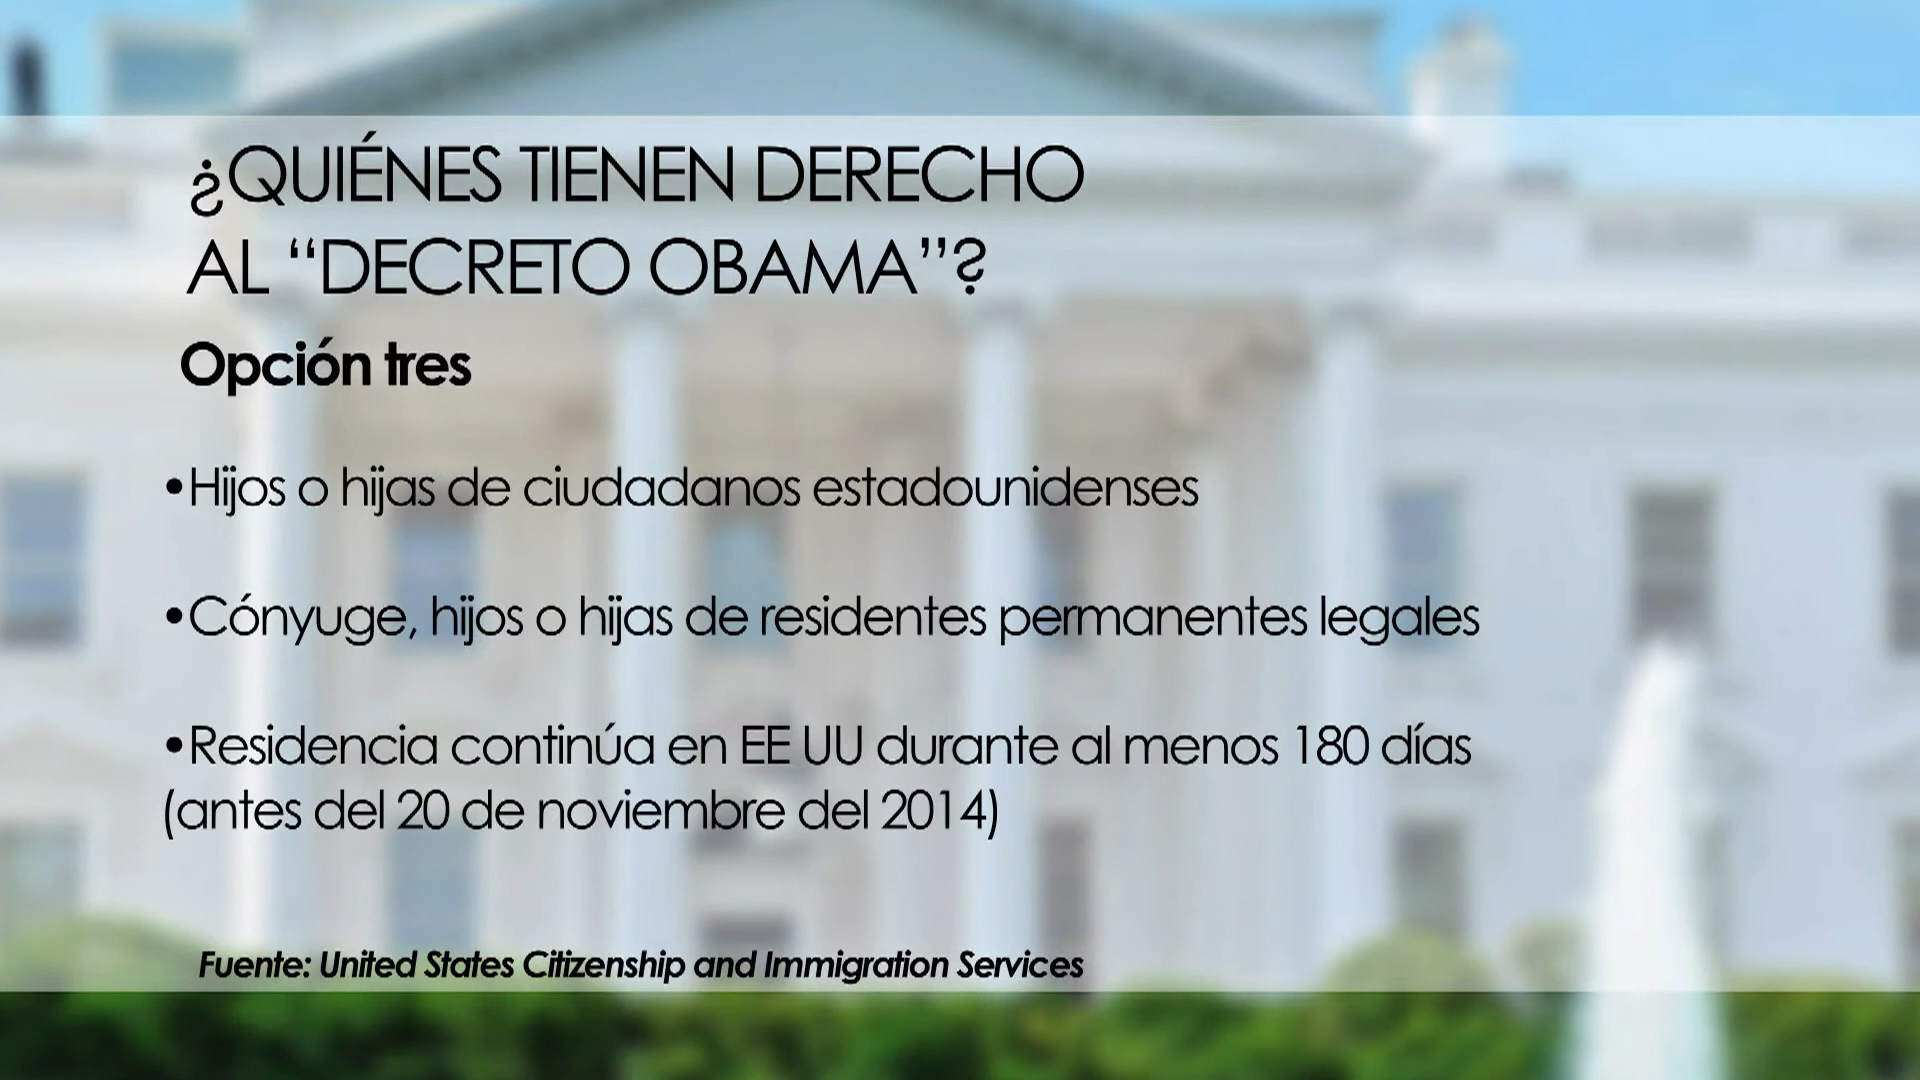 ¿QUIÉNES TIENEN DERECHO
AL “DECRETO OBAMA”?
Opción tres
•Hijos o hijas de ciudadanos estadounidenses
•Cónyuge, hijos o hijas de residentes permanentes legales
•Residencia continúa en EE UU durante al menos 180 días
(antes del 20 de noviembre del 2014)
Fuente: United States Citizenship and Immigration Services